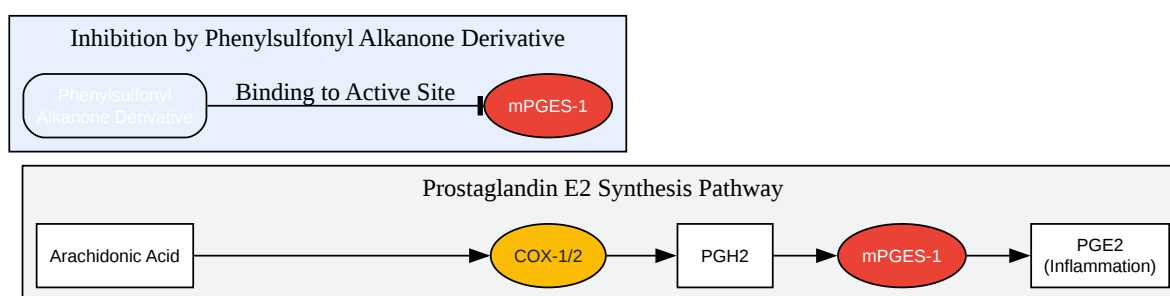 Inhibition by Phenylsulfonyl Alkanone Derivative
Phenylsulfonyl
Alkanone Derivative
Binding to Active Site
mPGES-1
Prostaglandin E2 Synthesis Pathway
Arachidonic Acid
COX-1/2
PGH2
mPGES-1
PGE2
(Inflammation)